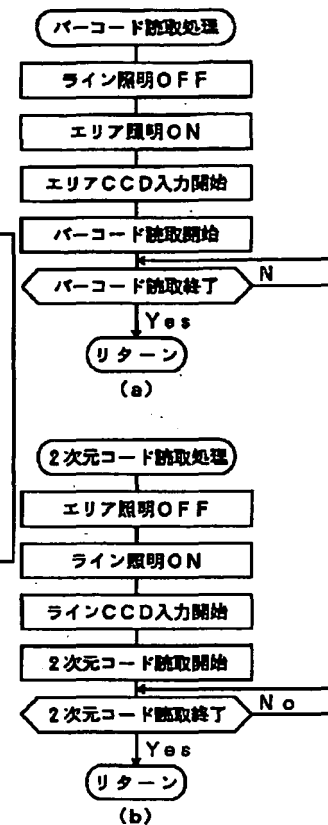 バーコード読取処理
ライン照明OFF
エリア照明ON
エリアCCD入力開始
バーコード読取開始
バーコード読取終了
N
Yes
リターン
(a)
2次元コード読取処理
エリア照明OFF
ライン照明ON
ラインCCD入力開始
2次元コード読取開始
2次元コード読取終了
No
Yes
リターン
(b)